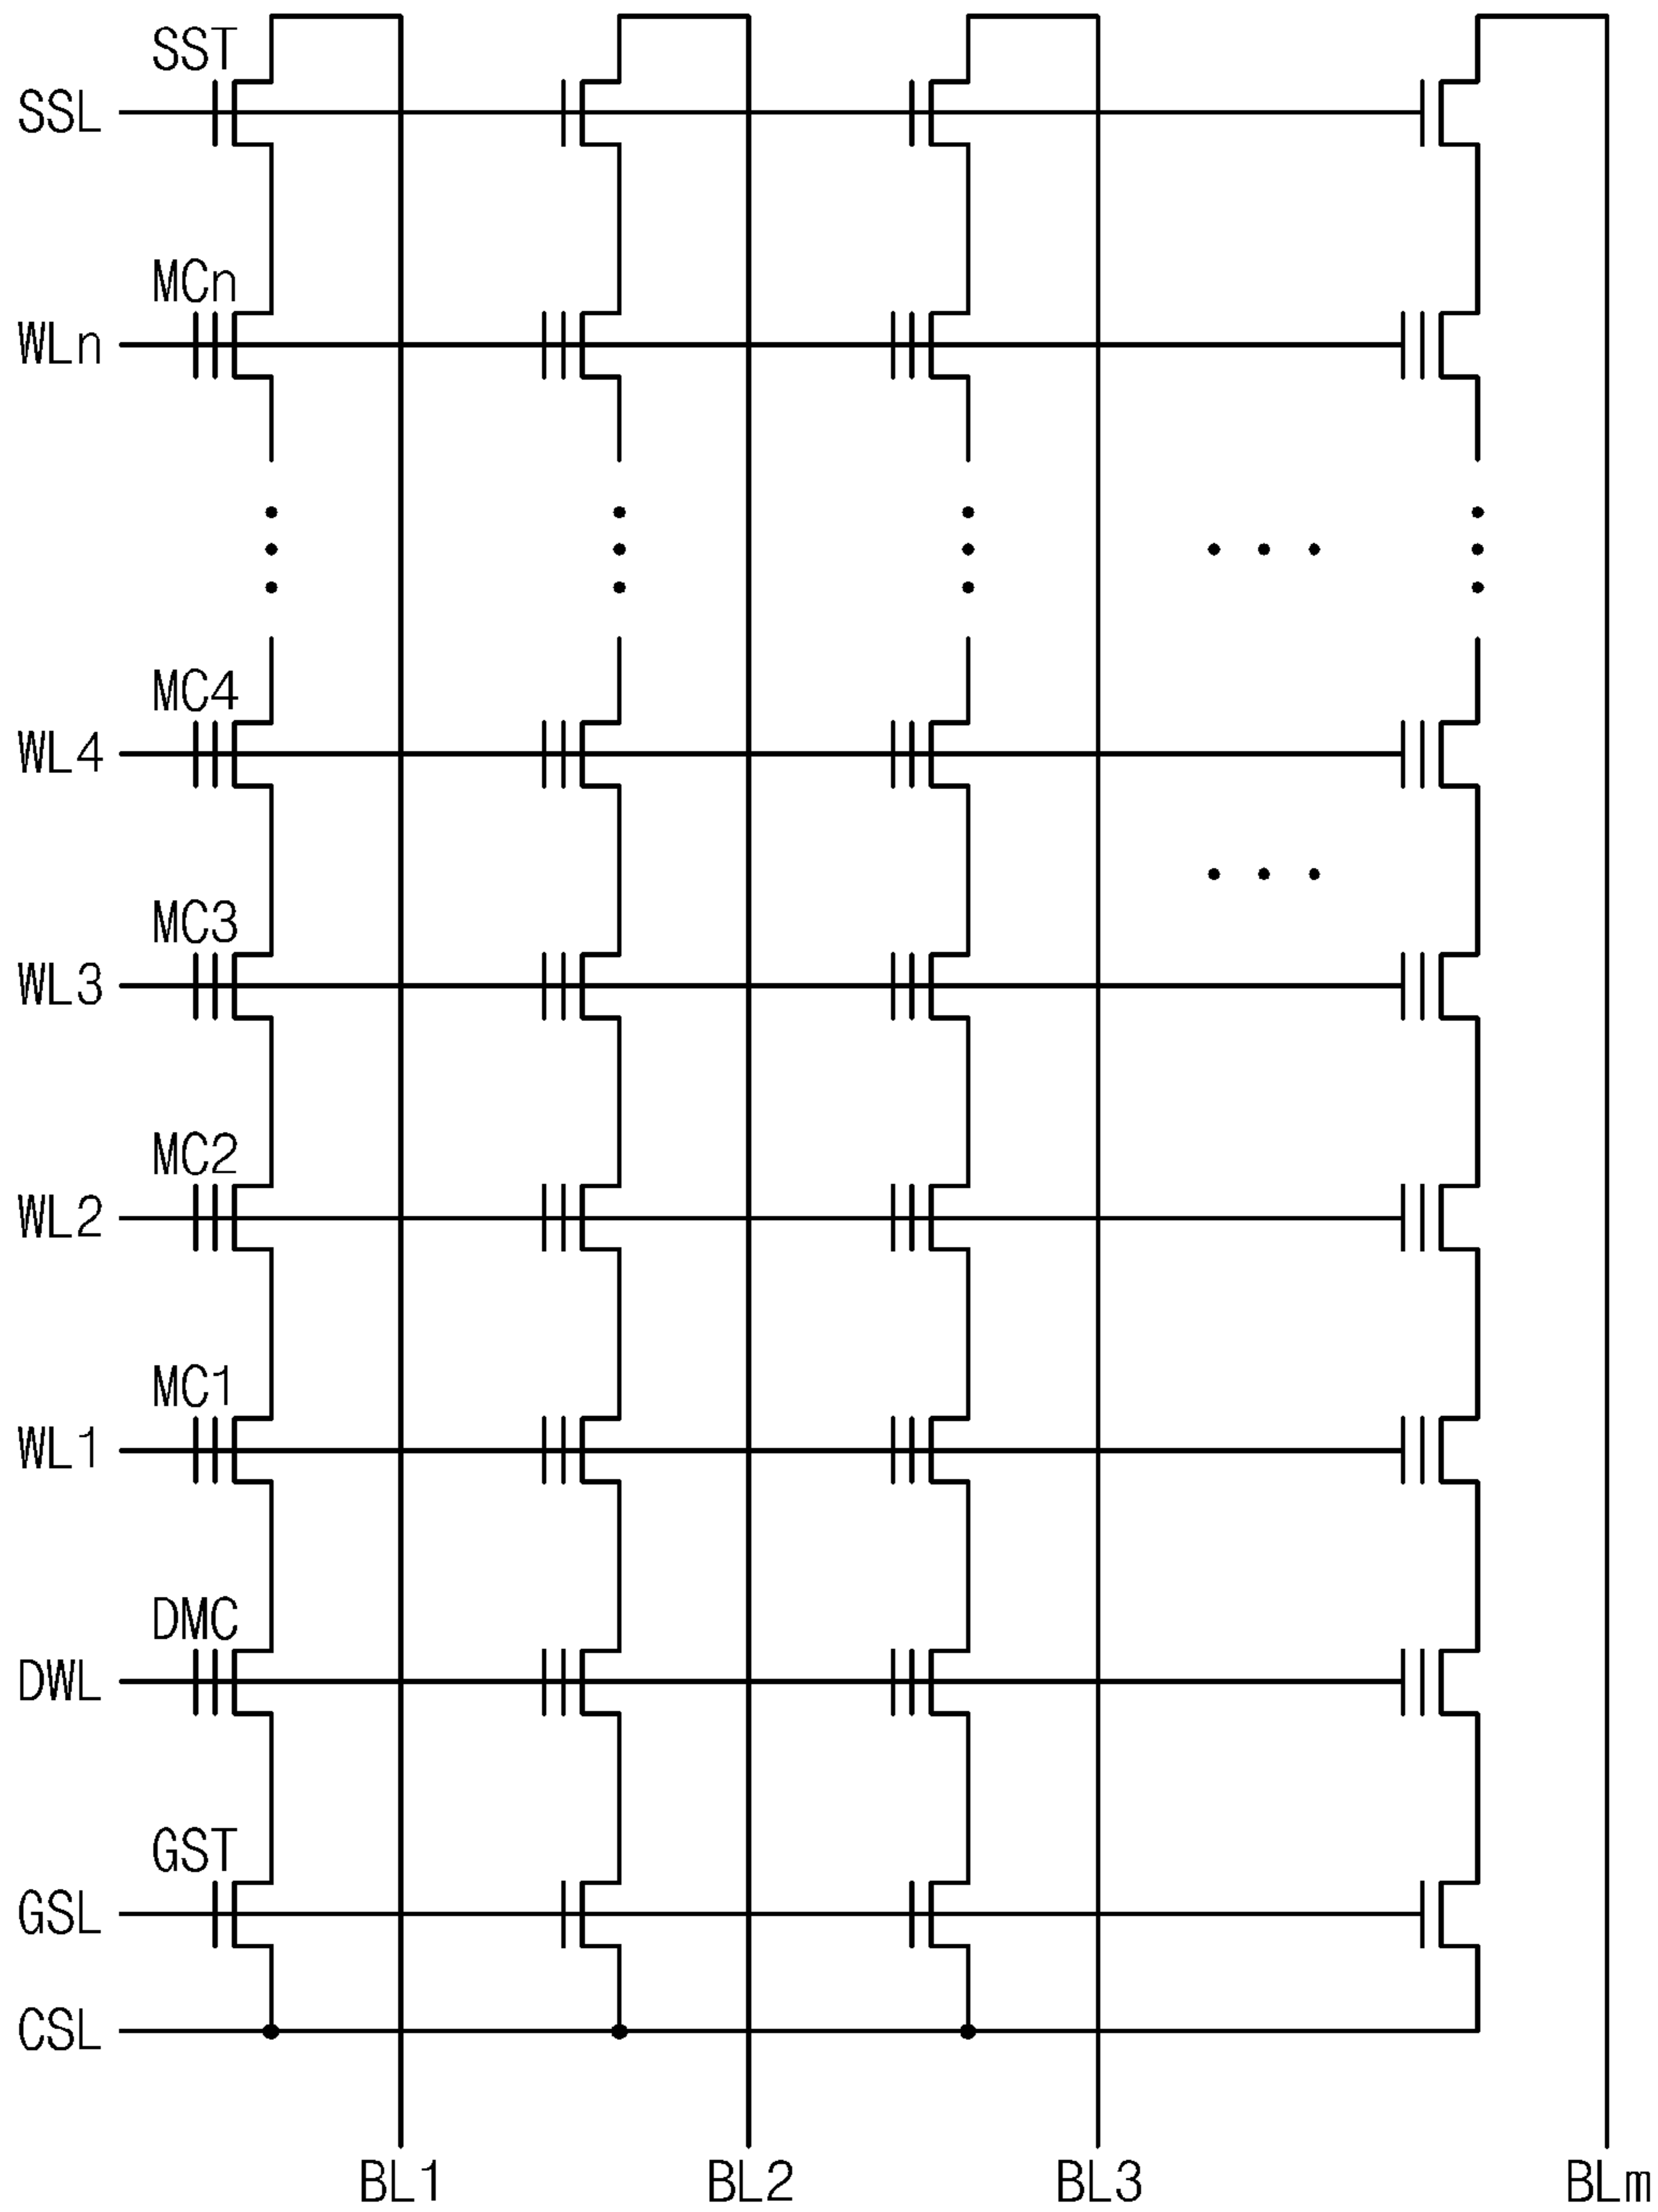 SST
SSL
MCn
WLn
MC4
WL4
MC3
WL3
MC2
WL2
MC1
WL1
DMC
DWL
GST
GSL
CSL
BL1 BL2 BL3 BLm